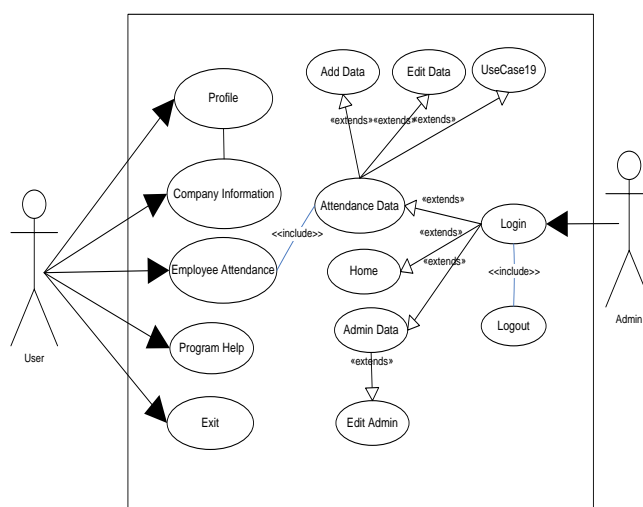 Add Data
Edit Data
UseCase19
Profile
«extends»
«extends»
«extends»
Company Information
Attendance Data
«extends»
Login
<<include>>
«extends»
Employee Attendance
Home
«extends»
<<include>>
Admin Data
Logout
Admin
Program Help
User
«extends»
Exit
Edit Admin